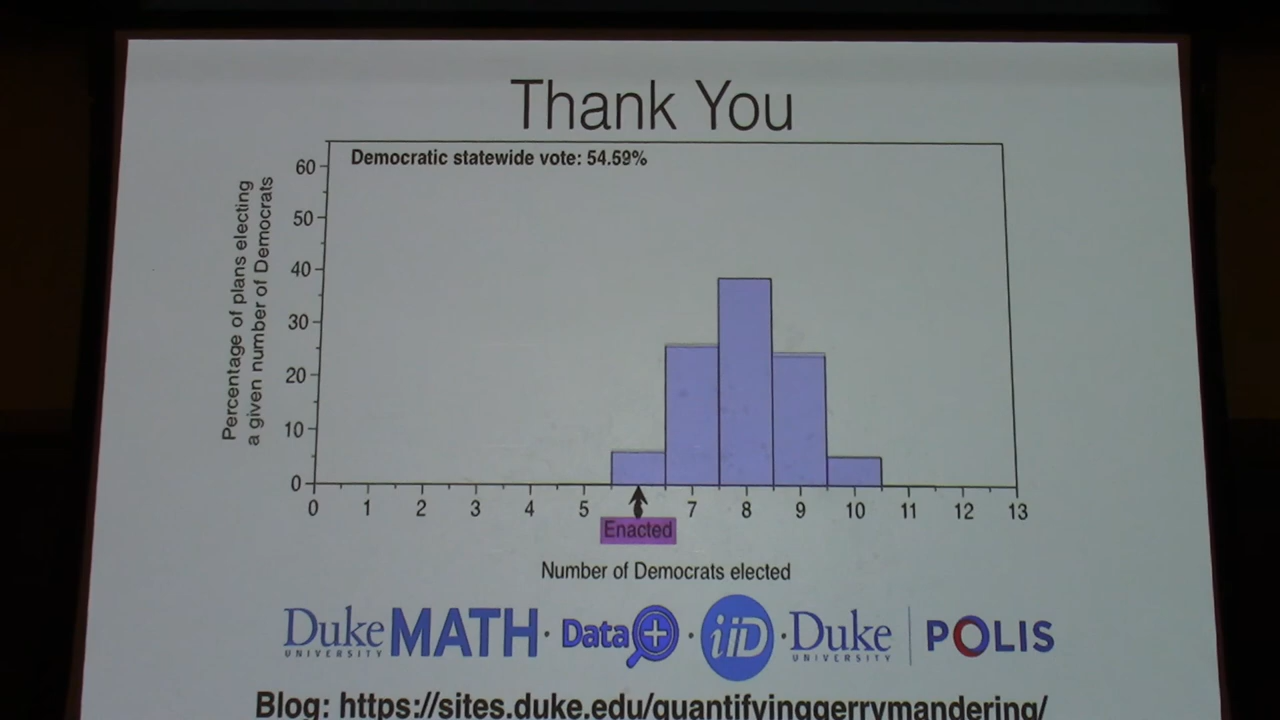 Thank You
Democratic statewide vote: 54.59%
Percentage of plans electing
a given number of Democrats
60
50
40
30
20
10
0
0 1 2 3 4 5 7 8 9 10 11 12 13
Enacted
Number of Democrats elected
Duke UNIVERSITY MATH · Data+ · iiD · Duke UNIVERSITY | POLIS
Blog: https://sites.duke.edu/quantifyinggerrymandering/